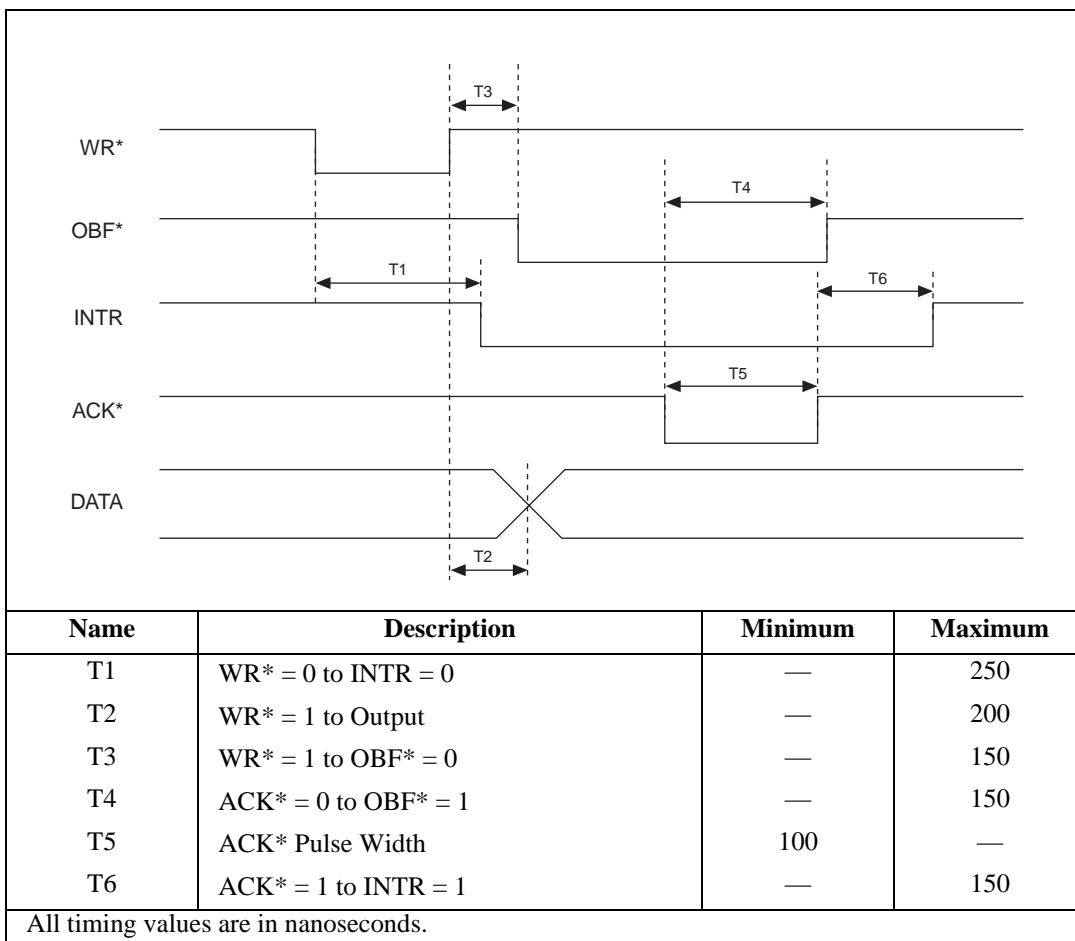 T3
WR*
T4
OBF*
T1
T6
INTR
T5
ACK*
DATA
T2
Name Description Minimum Maximum
T1 WR* = 0 to INTR = 0 — 250
T2 WR* = 1 to Output — 200
T3 WR* = 1 to OBF* = 0 — 150
T4 ACK* = 0 to OBF* = 1 — 150
T5 ACK* Pulse Width 100 —
T6 ACK* = 1 to INTR = 1 — 150
All timing values are in nanoseconds.